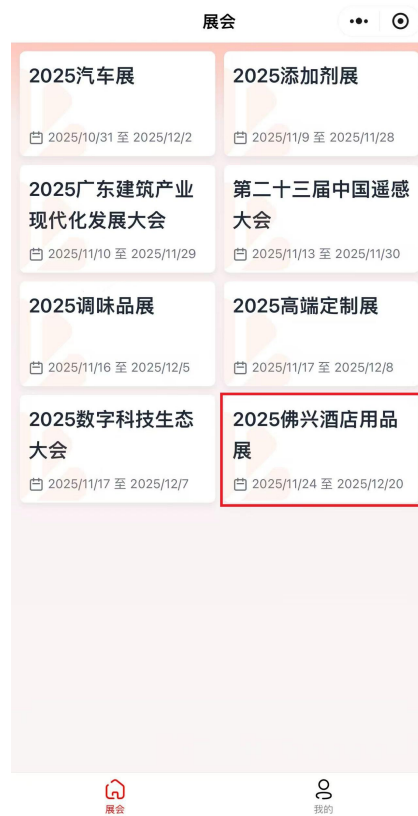 展会
2025汽车展
2025/10/31 至 2025/12/2
2025添加剂展
2025/11/9 至 2025/11/28
2025广东建筑产业
现代化发展大会
2025/11/10 至 2025/11/29
第二十三届中国遥感
大会
2025/11/13 至 2025/11/30
2025调味品展
2025/11/16 至 2025/12/5
2025高端定制展
2025/11/17 至 2025/12/8
2025数字科技生态
大会
2025/11/17 至 2025/12/7
2025佛兴酒店用品
展
2025/11/24 至 2025/12/20
展会
我的